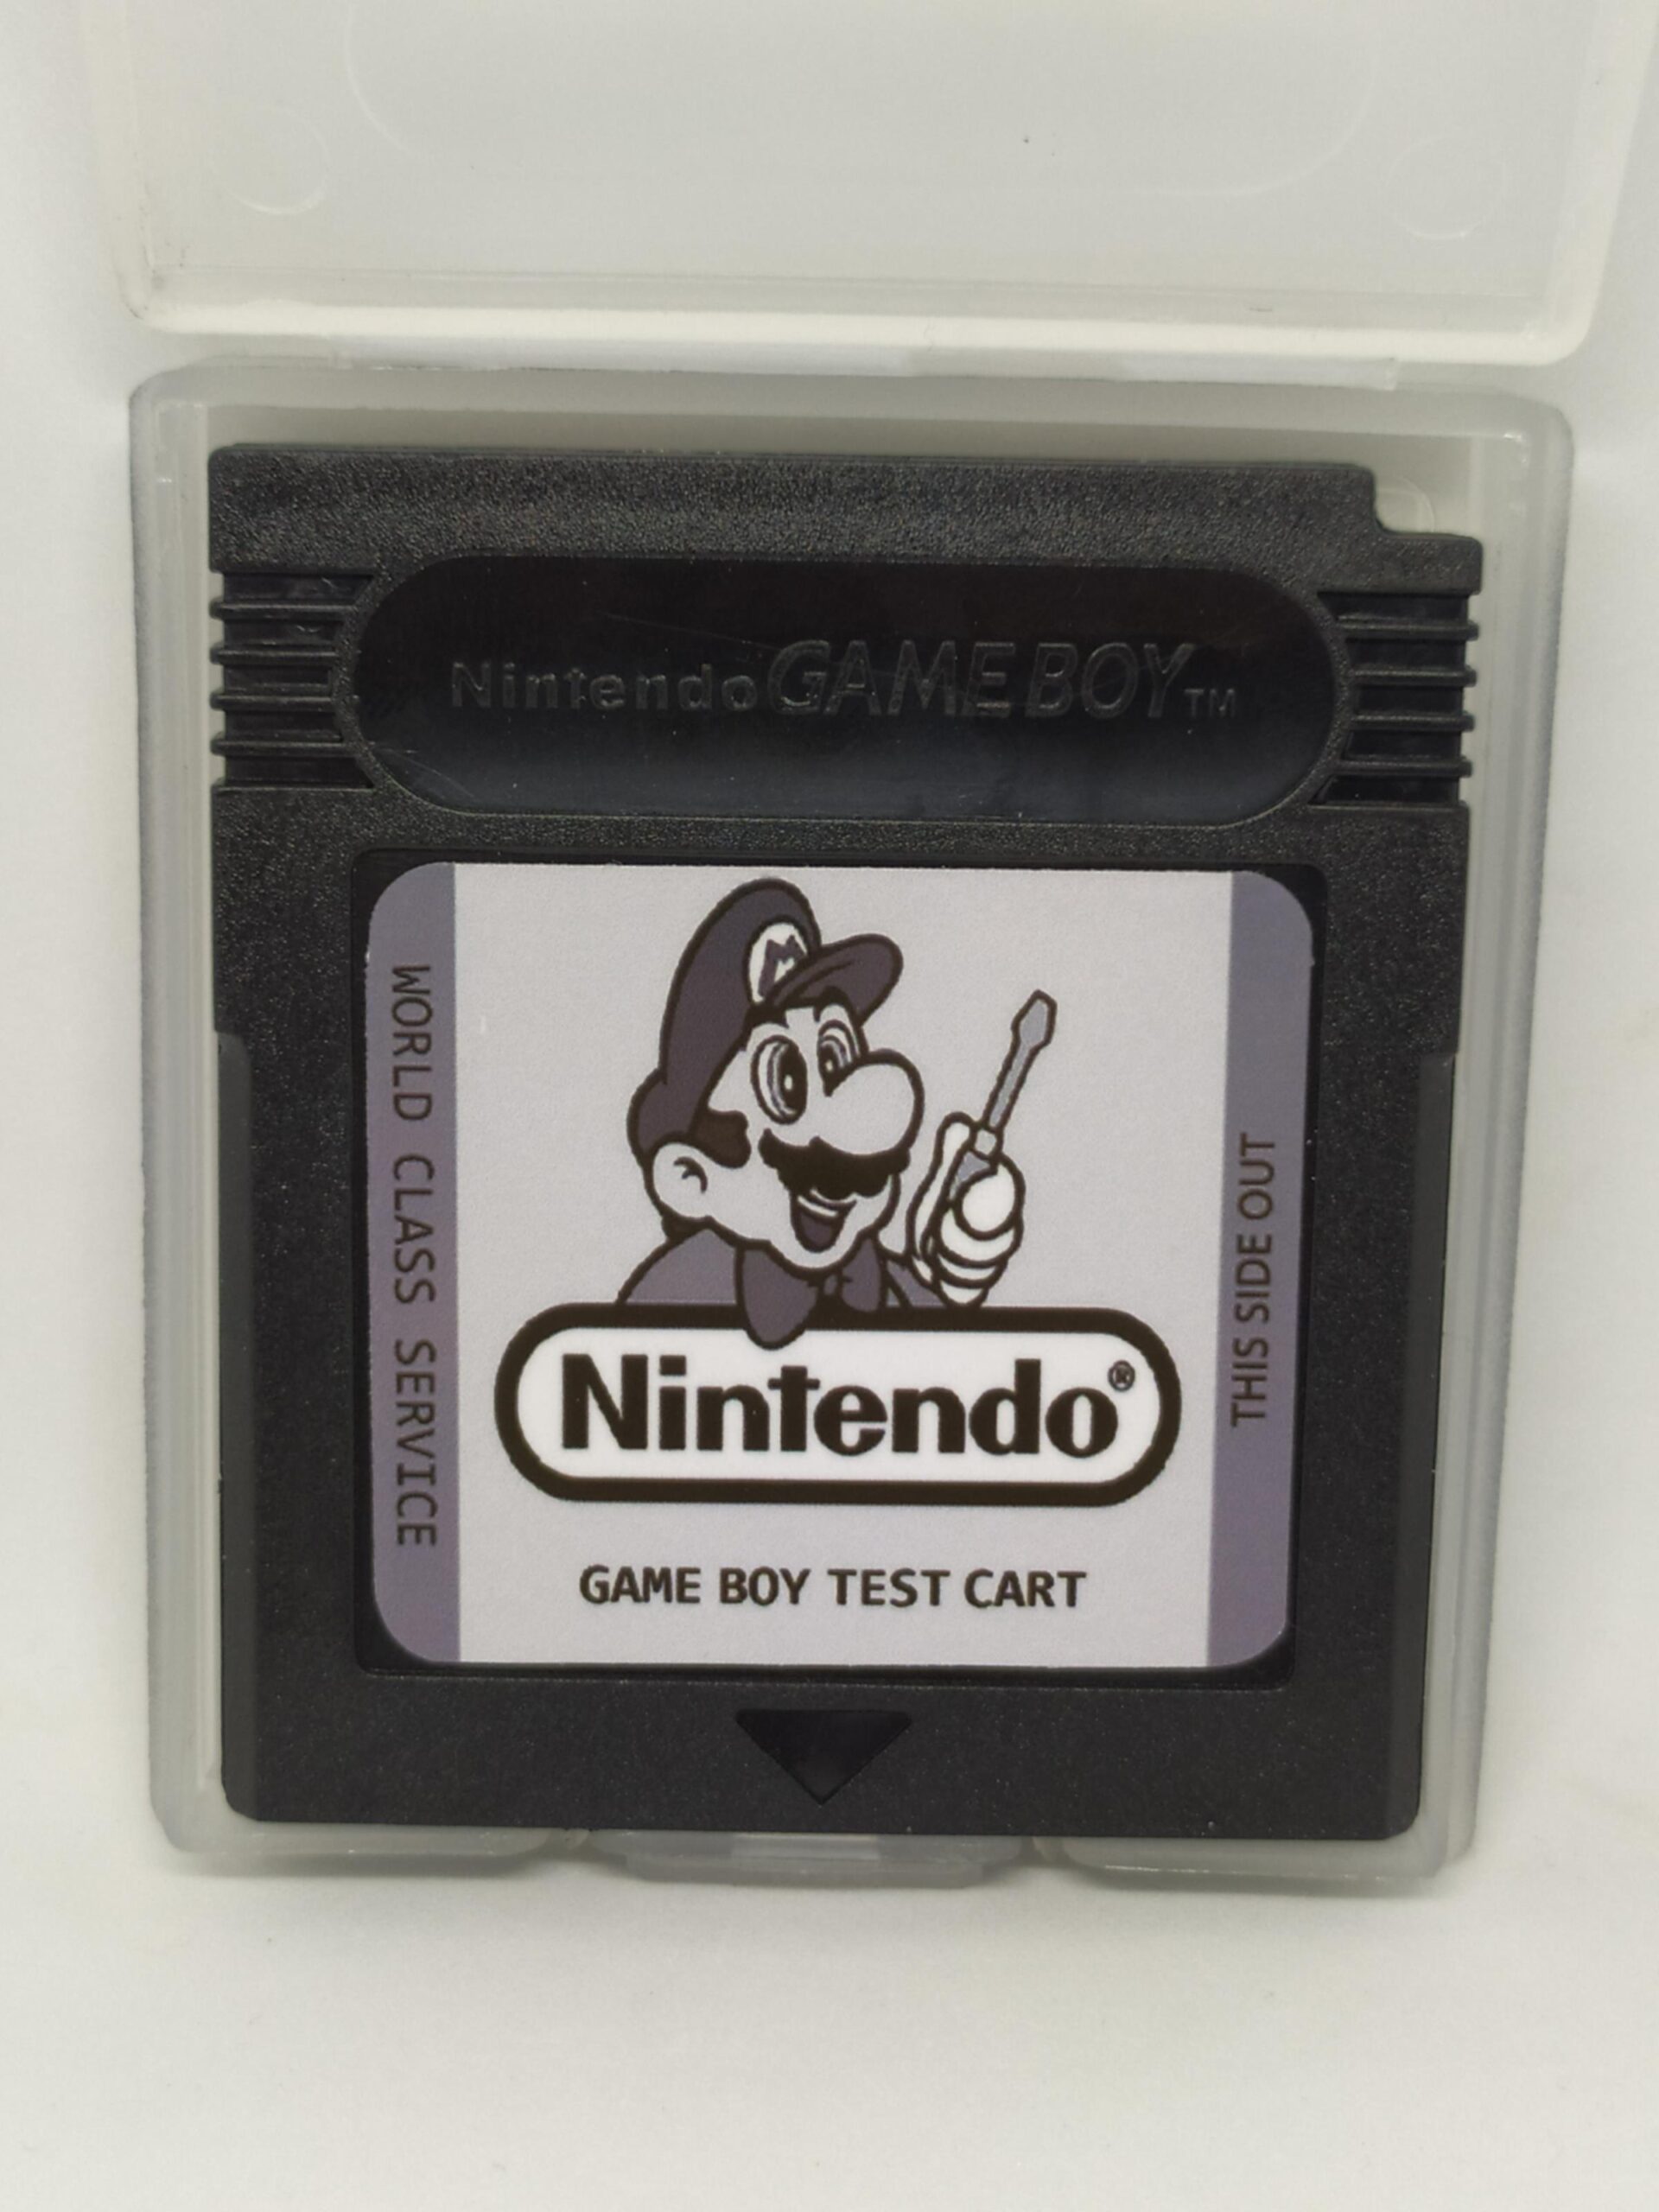 Nintendo GAME BOY TM
WORLD CLASS SERVICE
M
Nintendo®
THIS SIDE OUT
GAME BOY TEST CART